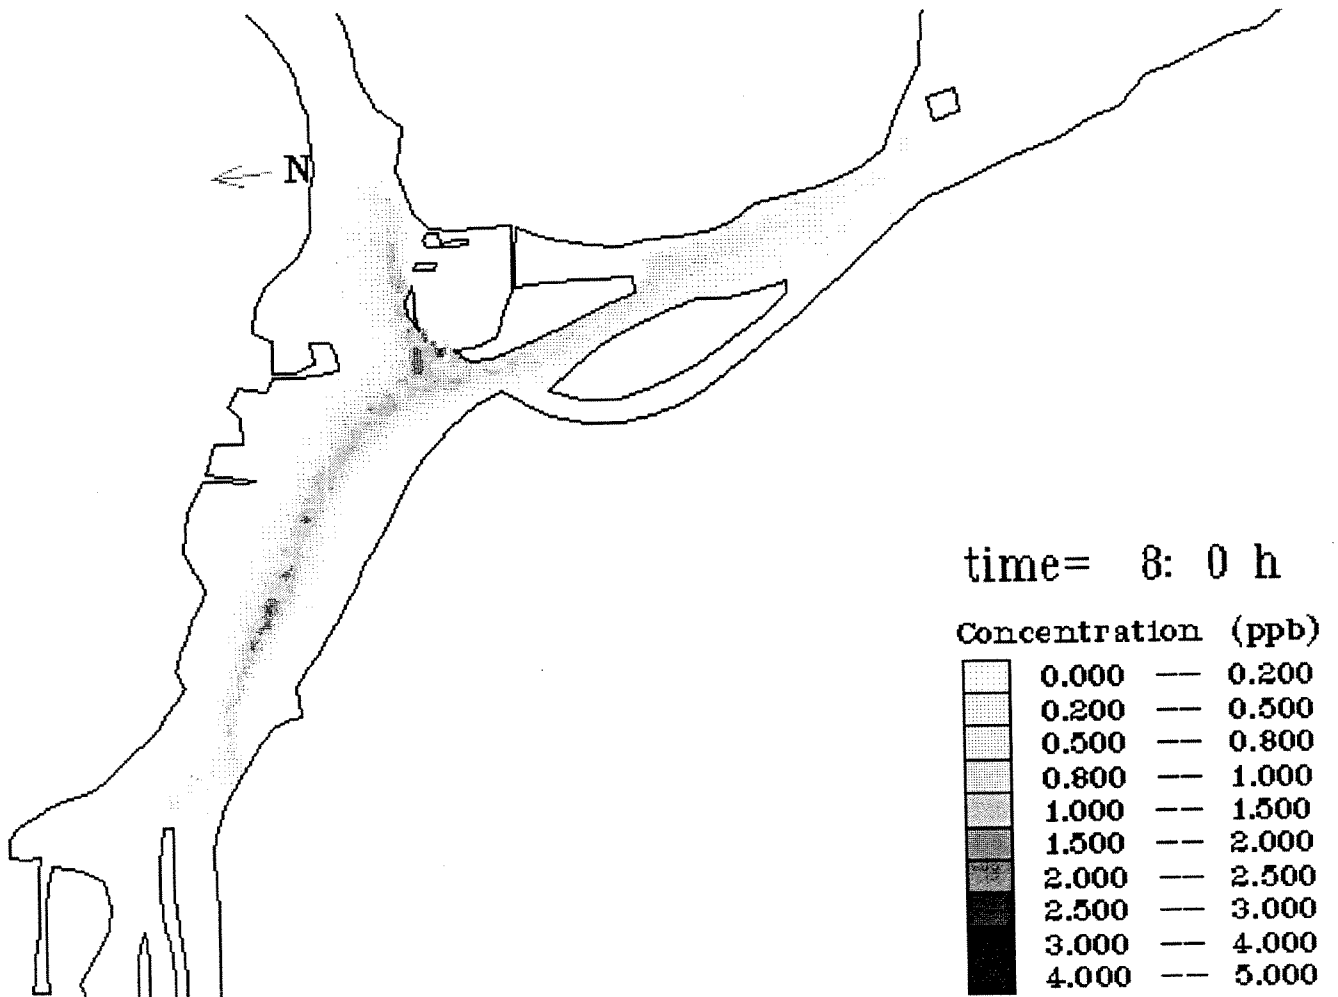 N
time= 8: 0 h
Concentration (ppb)
0.000 -- 0.200
0.200 -- 0.500
0.500 -- 0.800
0.800 -- 1.000
1.000 -- 1.500
1.500 -- 2.000
2.000 -- 2.500
2.500 -- 3.000
3.000 -- 4.000
4.000 -- 5.000